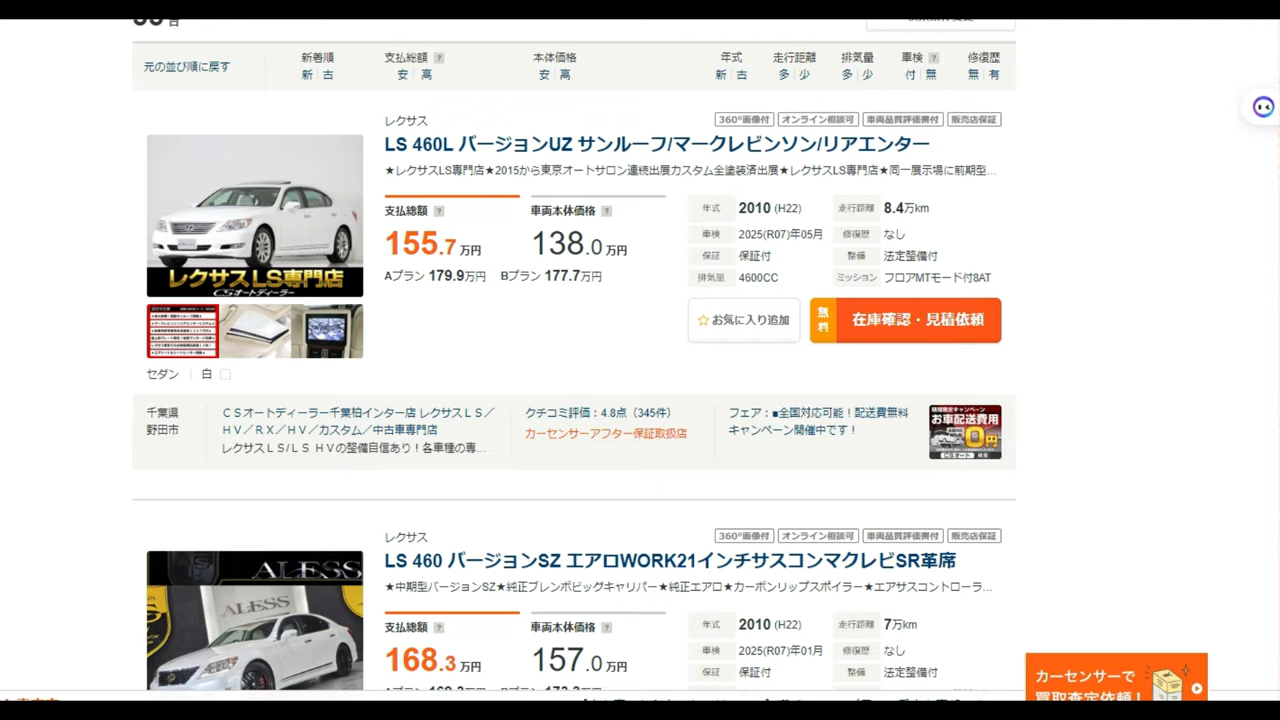 元の並び順に戻す
新着順
新 | 古
支払総額 ?
安 | 高
本体価格
安 | 高
年式
新 | 古
走行距離
多 | 少
排気量
多 | 少
車検 ?
付 | 無
修復歴
無 | 有
レクサス
360°画像付 オンライン相談可 車両品質評価書付 販売店保証
LS 460L バージョンUZ サンルーフ/マークレビンソン/リアエンター
★レクサスLS専門店★2015から東京オートサロン連続出展カスタム全塗装済出展★レクサスLS専門店★同一展示場に前期型...
レクサスLS専門店
CSオートディーラー
支払総額 ?
155.7万円
車両本体価格 ?
138.0万円
Aプラン 179.9万円 Bプラン 177.7万円
年式 2010 (H22) 走行距離 8.4万km
車検 2025(R07)年05月 修復歴 なし
保証 保証付 整備 法定整備付
排気量 4600CC ミッション フロアMTモード付8AT
☆お気に入り追加
無料 在庫確認・見積依頼
セダン | 白
千葉県
野田市
ＣＳオートディーラー千葉柏インター店 レクサスＬＳ／
ＨＶ／ＲＸ／ＮＶ／カスタム／中古車専門店
レクサスＬＳ/ＬＳ ＨＶの整備自信あり！各車種の専...
クチコミ評価：4.8点（345件）
カーセンサーアフター保証取扱店
フェア：■全国対応可能！配送費無料
キャンペーン開催中です！
期間限定キャンペーン
お車配送費用
0円
レクサス
360°画像付 オンライン相談可 車両品質評価書付 販売店保証
LS 460 バージョンSZ エアロWORK21インチサスコンマクレビSR革席
★中期型バージョンSZ★純正ブレンボビッグキャリパー★純正エアロ★カーボンリップスポイラー★エアサスコントローラ...
ALESS
ALESS
支払総額 ?
168.3万円
車両本体価格 ?
157.0万円
年式 2010 (H22) 走行距離 7万km
車検 2025(R07)年01月 修復歴 なし
保証 保証付 整備 法定整備付
カーセンサーで
買取査定依頼！